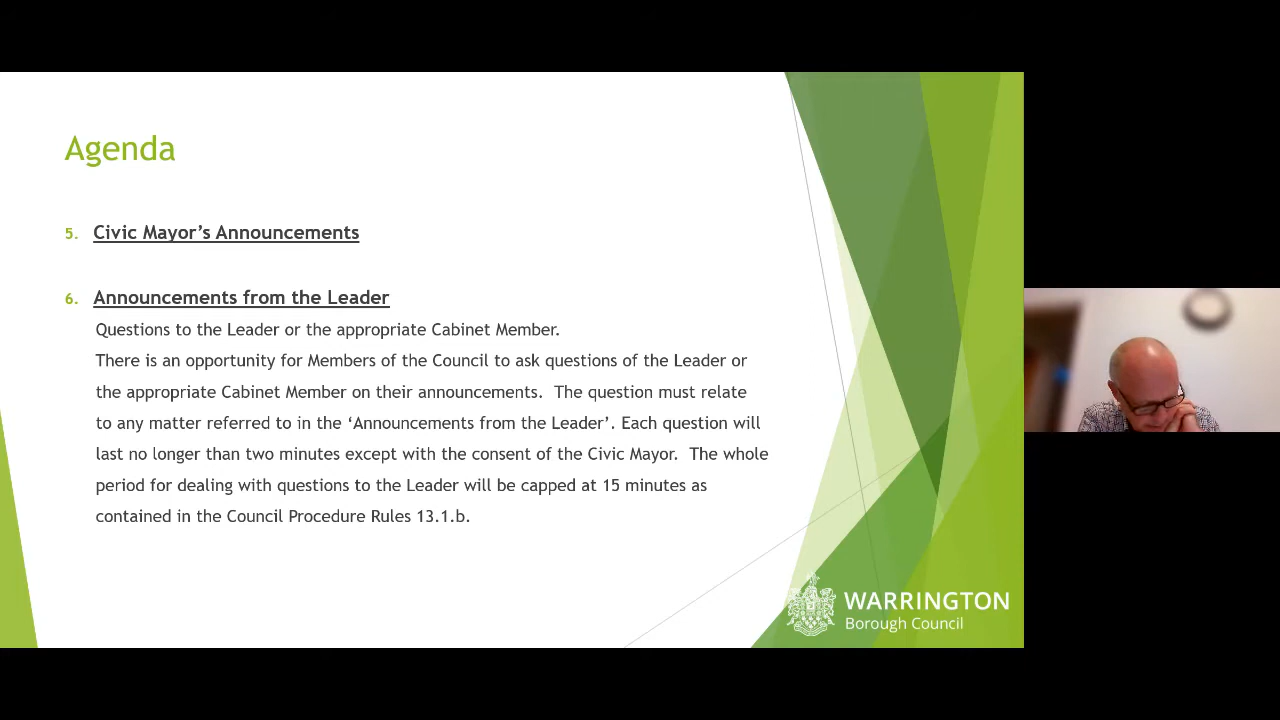 Agenda
5. Civic Mayor's Announcements
6. Announcements from the Leader
Questions to the Leader or the appropriate Cabinet Member.
There is an opportunity for Members of the Council to ask questions of the Leader or
the appropriate Cabinet Member on their announcements.  The question must relate
to any matter referred to in the ‘Announcements from the Leader’. Each question will
last no longer than two minutes except with the consent of the Civic Mayor.  The whole
period for dealing with questions to the Leader will be capped at 15 minutes as
contained in the Council Procedure Rules 13.1.b.
WARRINGTON
Borough Council